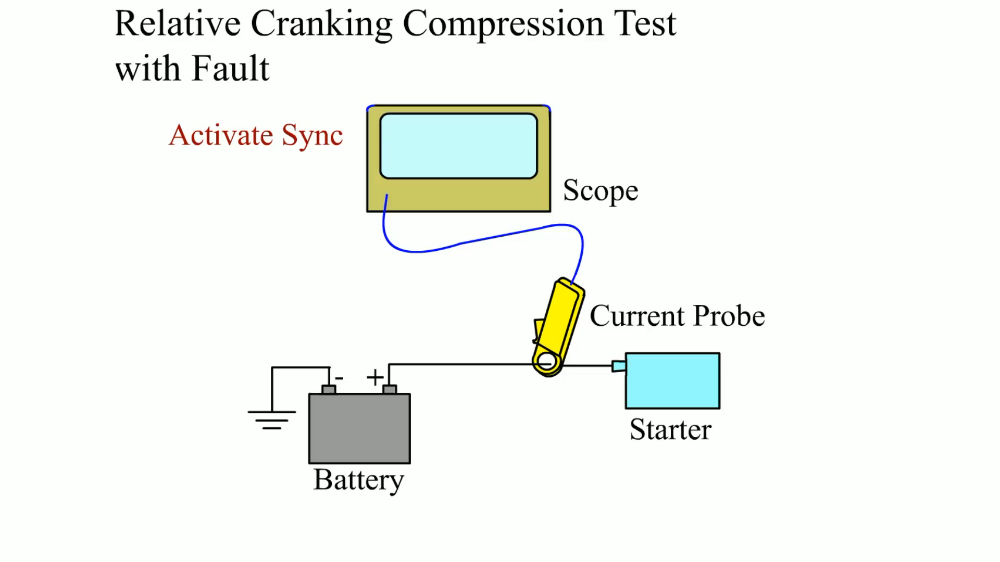 Relative Cranking Compression Test
with Fault
Activate Sync
Scope
Current Probe
- +
Starter
Battery